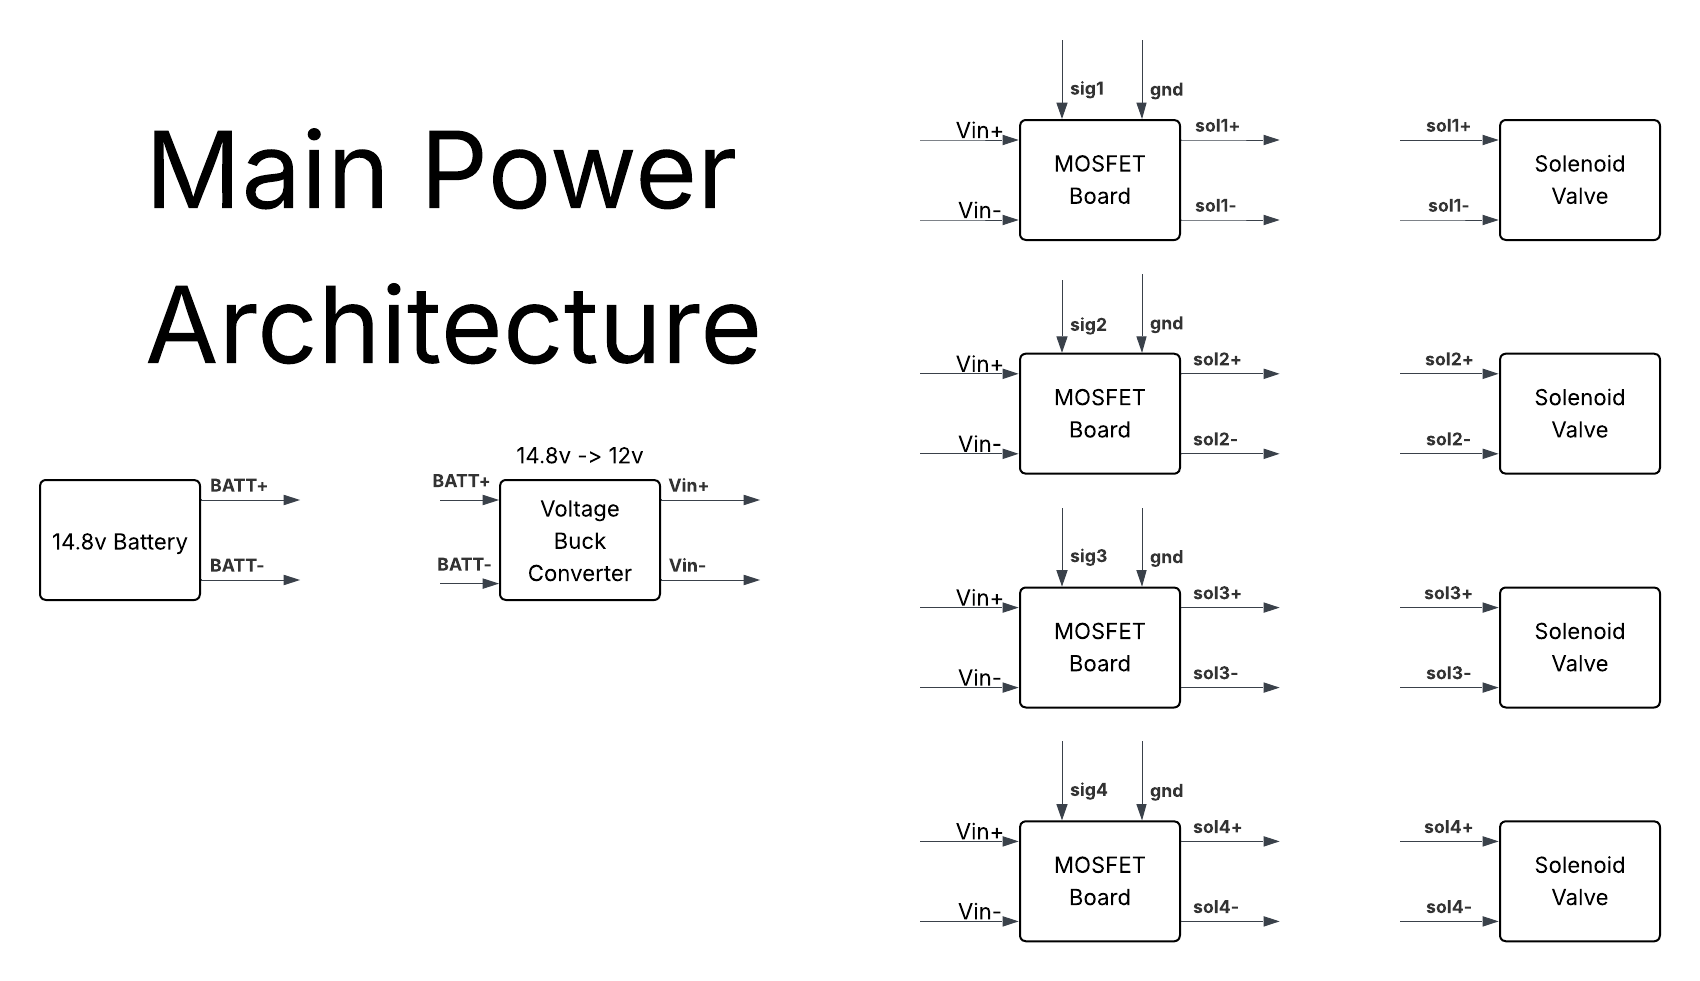 Main Power
Architecture
14.8v Battery
BATT+
BATT-
14.8v -> 12v
BATT+
BATT-
Voltage
Buck
Converter
Vin+
Vin-
sig1
gnd
Vin+
Vin-
MOSFET
Board
sol1+
sol1-
sol1+
sol1-
Solenoid
Valve
sig2
gnd
Vin+
Vin-
MOSFET
Board
sol2+
sol2-
sol2+
sol2-
Solenoid
Valve
sig3
gnd
Vin+
Vin-
MOSFET
Board
sol3+
sol3-
sol3+
sol3-
Solenoid
Valve
sig4
gnd
Vin+
Vin-
MOSFET
Board
sol4+
sol4-
sol4+
sol4-
Solenoid
Valve